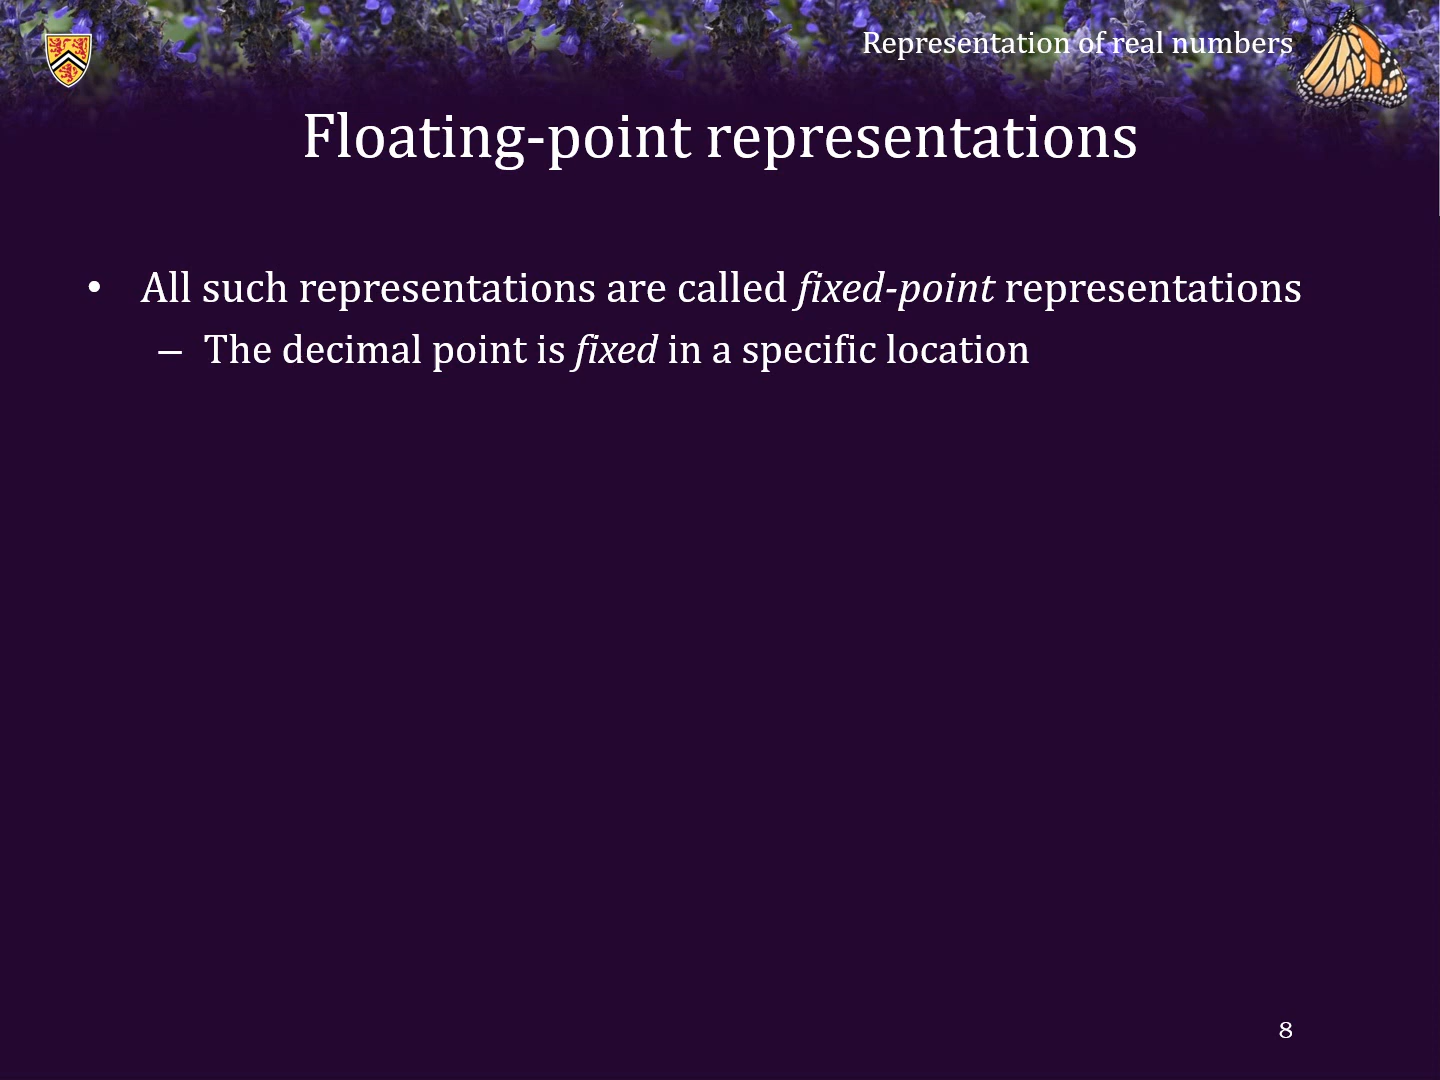 Representation of real numbers
Floating-point representations
• All such representations are called fixed-point representations
– The decimal point is fixed in a specific location
8